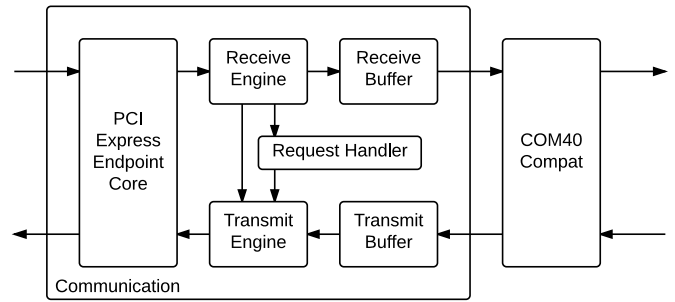 Receive
Engine
Receive
Buffer
PCI
Express
Endpoint
Core
Request Handler
COM40
Compat
Transmit
Engine
Transmit
Buffer
Communication